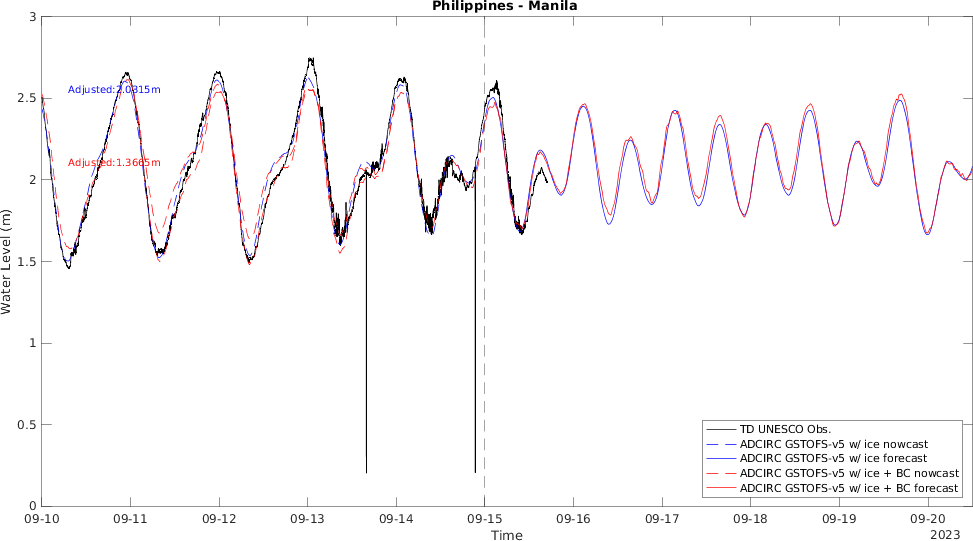 Philippines - Manila
3
2.5
2
1.5
1
0.5
0
Water Level (m)
Adjusted:2.0315m
Adjusted:1.3665m
TD UNESCO Obs.
ADCIRC GSTOFS-v5 w/ ice nowcast
ADCIRC GSTOFS-v5 w/ ice forecast
ADCIRC GSTOFS-v5 w/ ice + BC nowcast
ADCIRC GSTOFS-v5 w/ ice + BC forecast
09-10 09-11 09-12 09-13 09-14 09-15 09-16 09-17 09-18 09-19 09-20
Time
2023